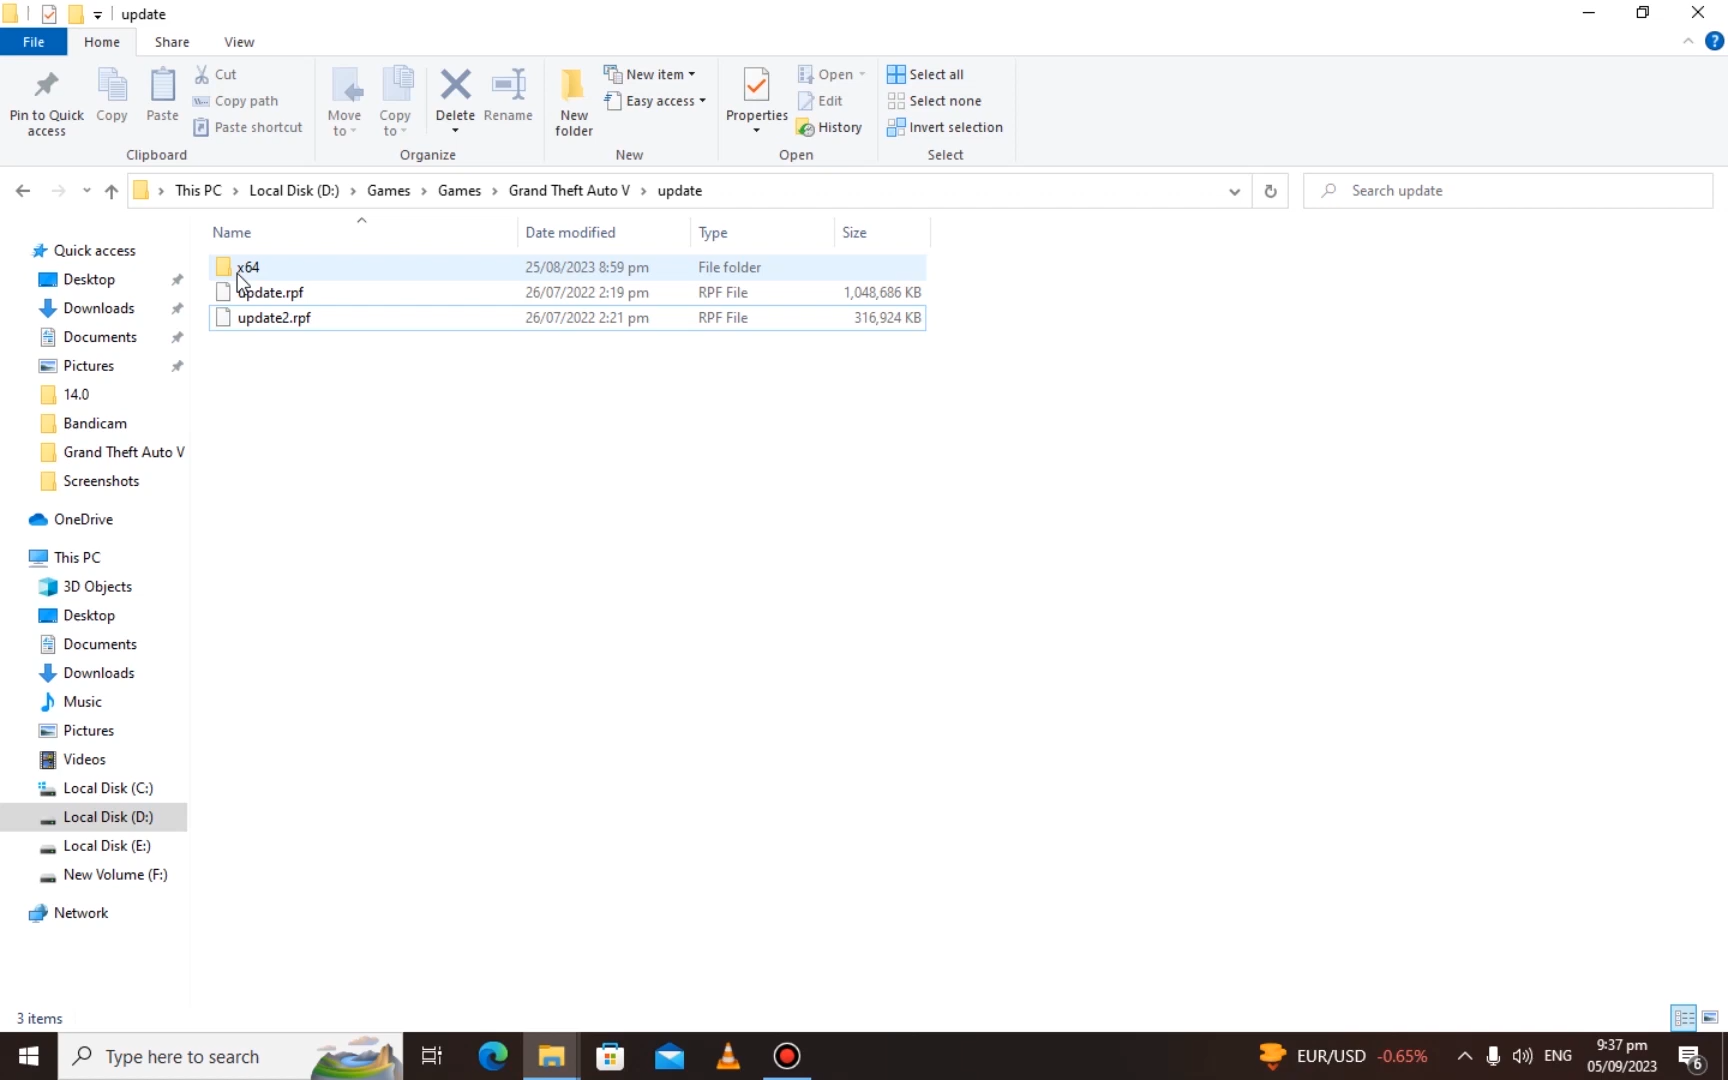 update
File Home Share View
Pin to Quick access
Copy
Paste
Cut
Copy path
Paste shortcut
Clipboard
Move to
Copy to
Delete
Rename
Organize
New folder
New item
Easy access
New
Properties
Open
Edit
History
Open
Select all
Select none
Invert selection
Select
This PC > Local Disk (D:) > Games > Games > Grand Theft Auto V > update
Search update
Name Date modified Type Size
x64 25/08/2023 8:59 pm File folder
update.rpf 26/07/2022 2:19 pm RPF File 1,048,686 KB
update2.rpf 26/07/2022 2:21 pm RPF File 316,924 KB
Quick access
Desktop
Downloads
Documents
Pictures
14.0
Bandicam
Grand Theft Auto V
Screenshots
OneDrive
This PC
3D Objects
Desktop
Documents
Downloads
Music
Pictures
Videos
Local Disk (C:)
Local Disk (D:)
Local Disk (E:)
New Volume (F:)
Network
3 items
Type here to search
EUR/USD -0.65%
ENG
9:37 pm
05/09/2023
6